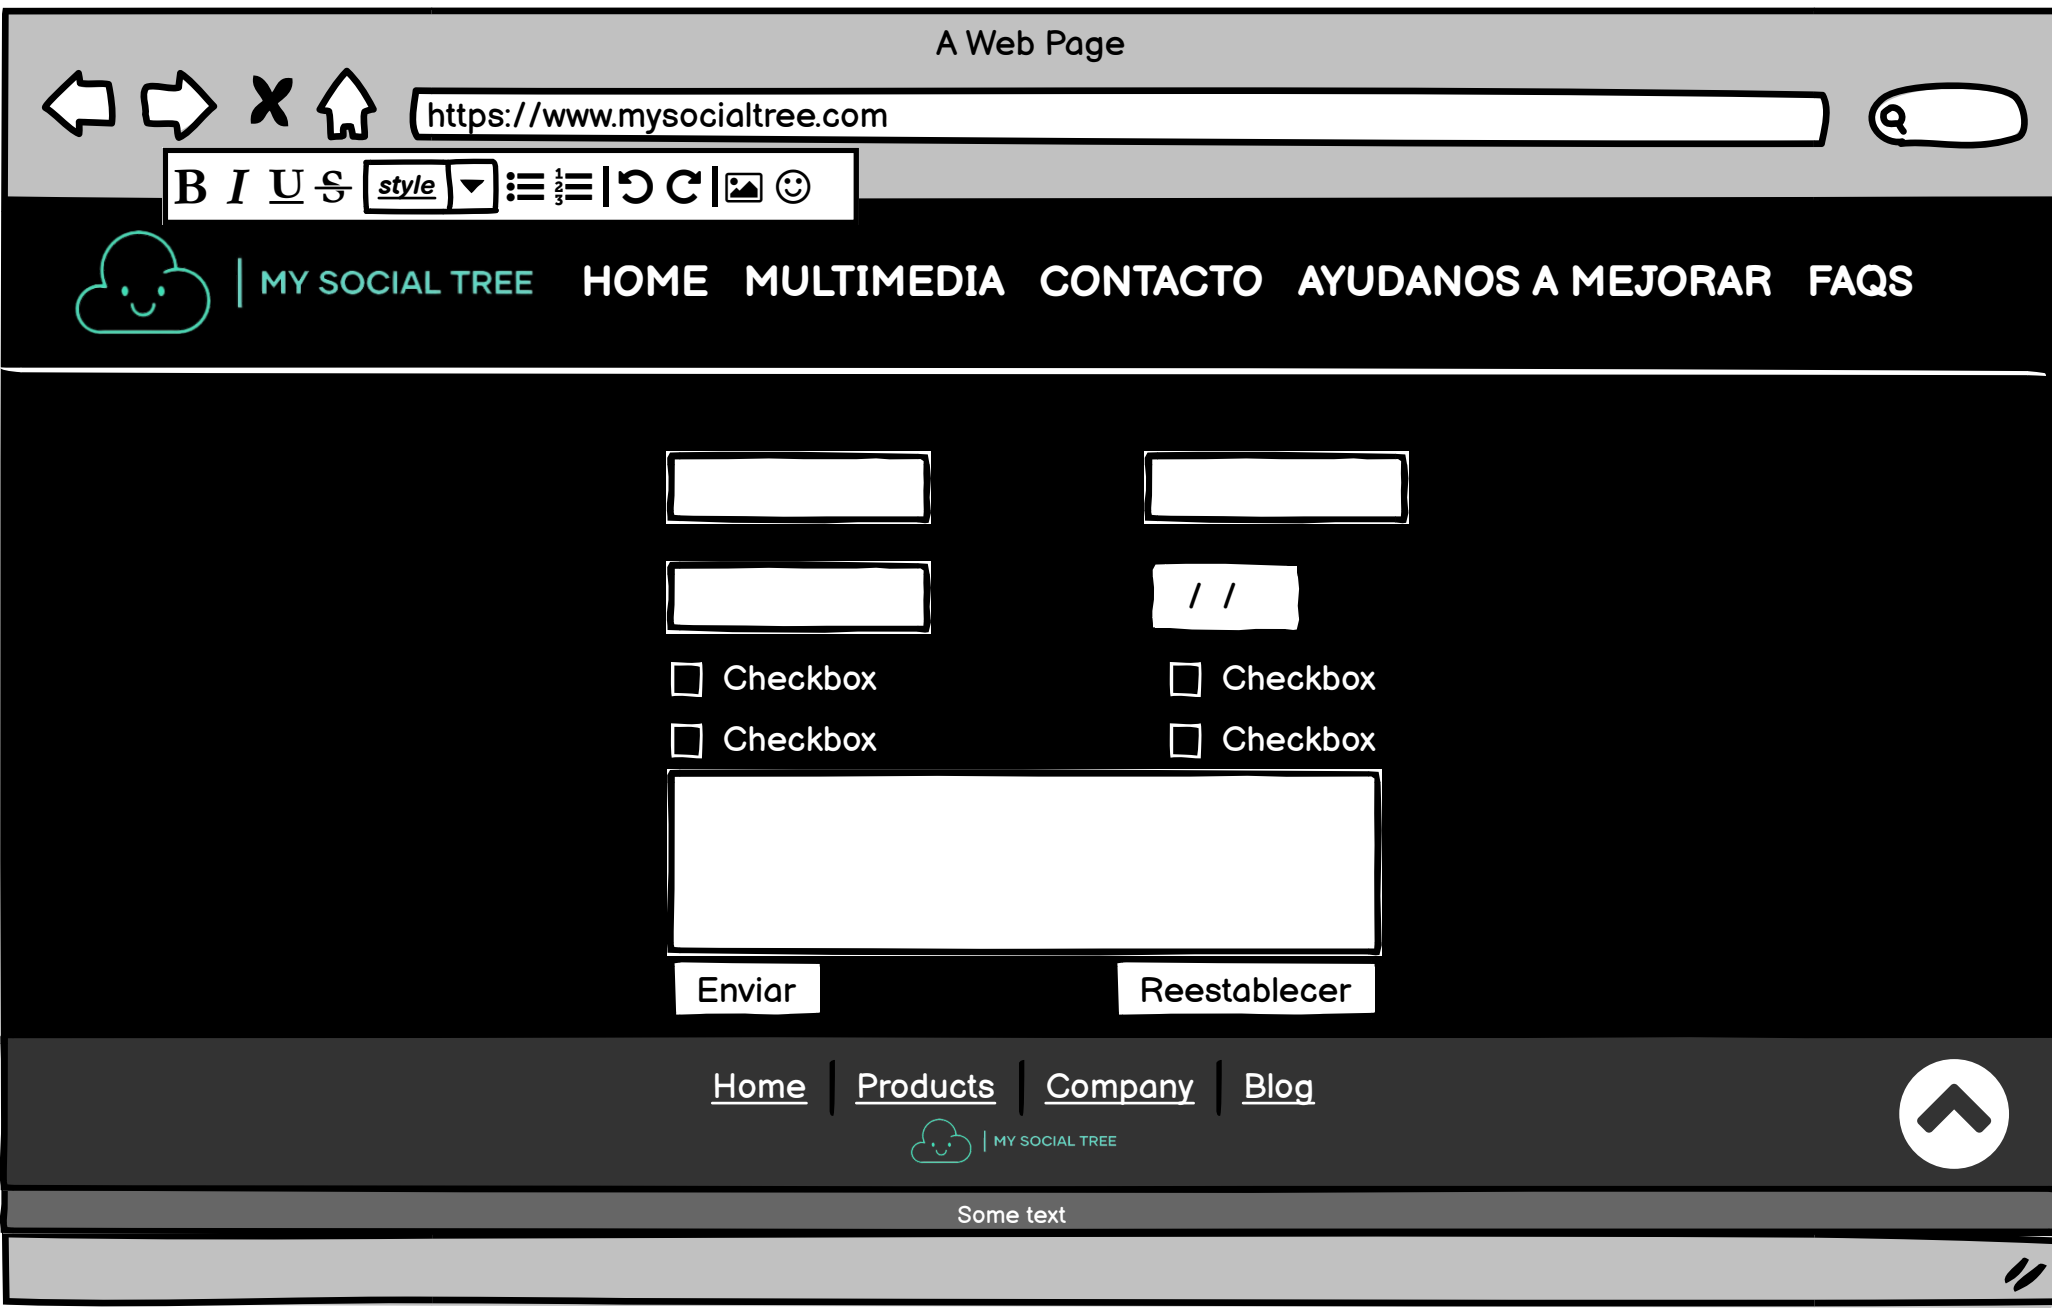 A Web Page
https://www.mysocialtree.com
B I U S style
MY SOCIAL TREE HOME MULTIMEDIA CONTACTO AYUDANOS A MEJORAR FAQS
/ /
Checkbox Checkbox
Checkbox Checkbox
Enviar Reestablecer
Home Products Company Blog
MY SOCIAL TREE
Some text